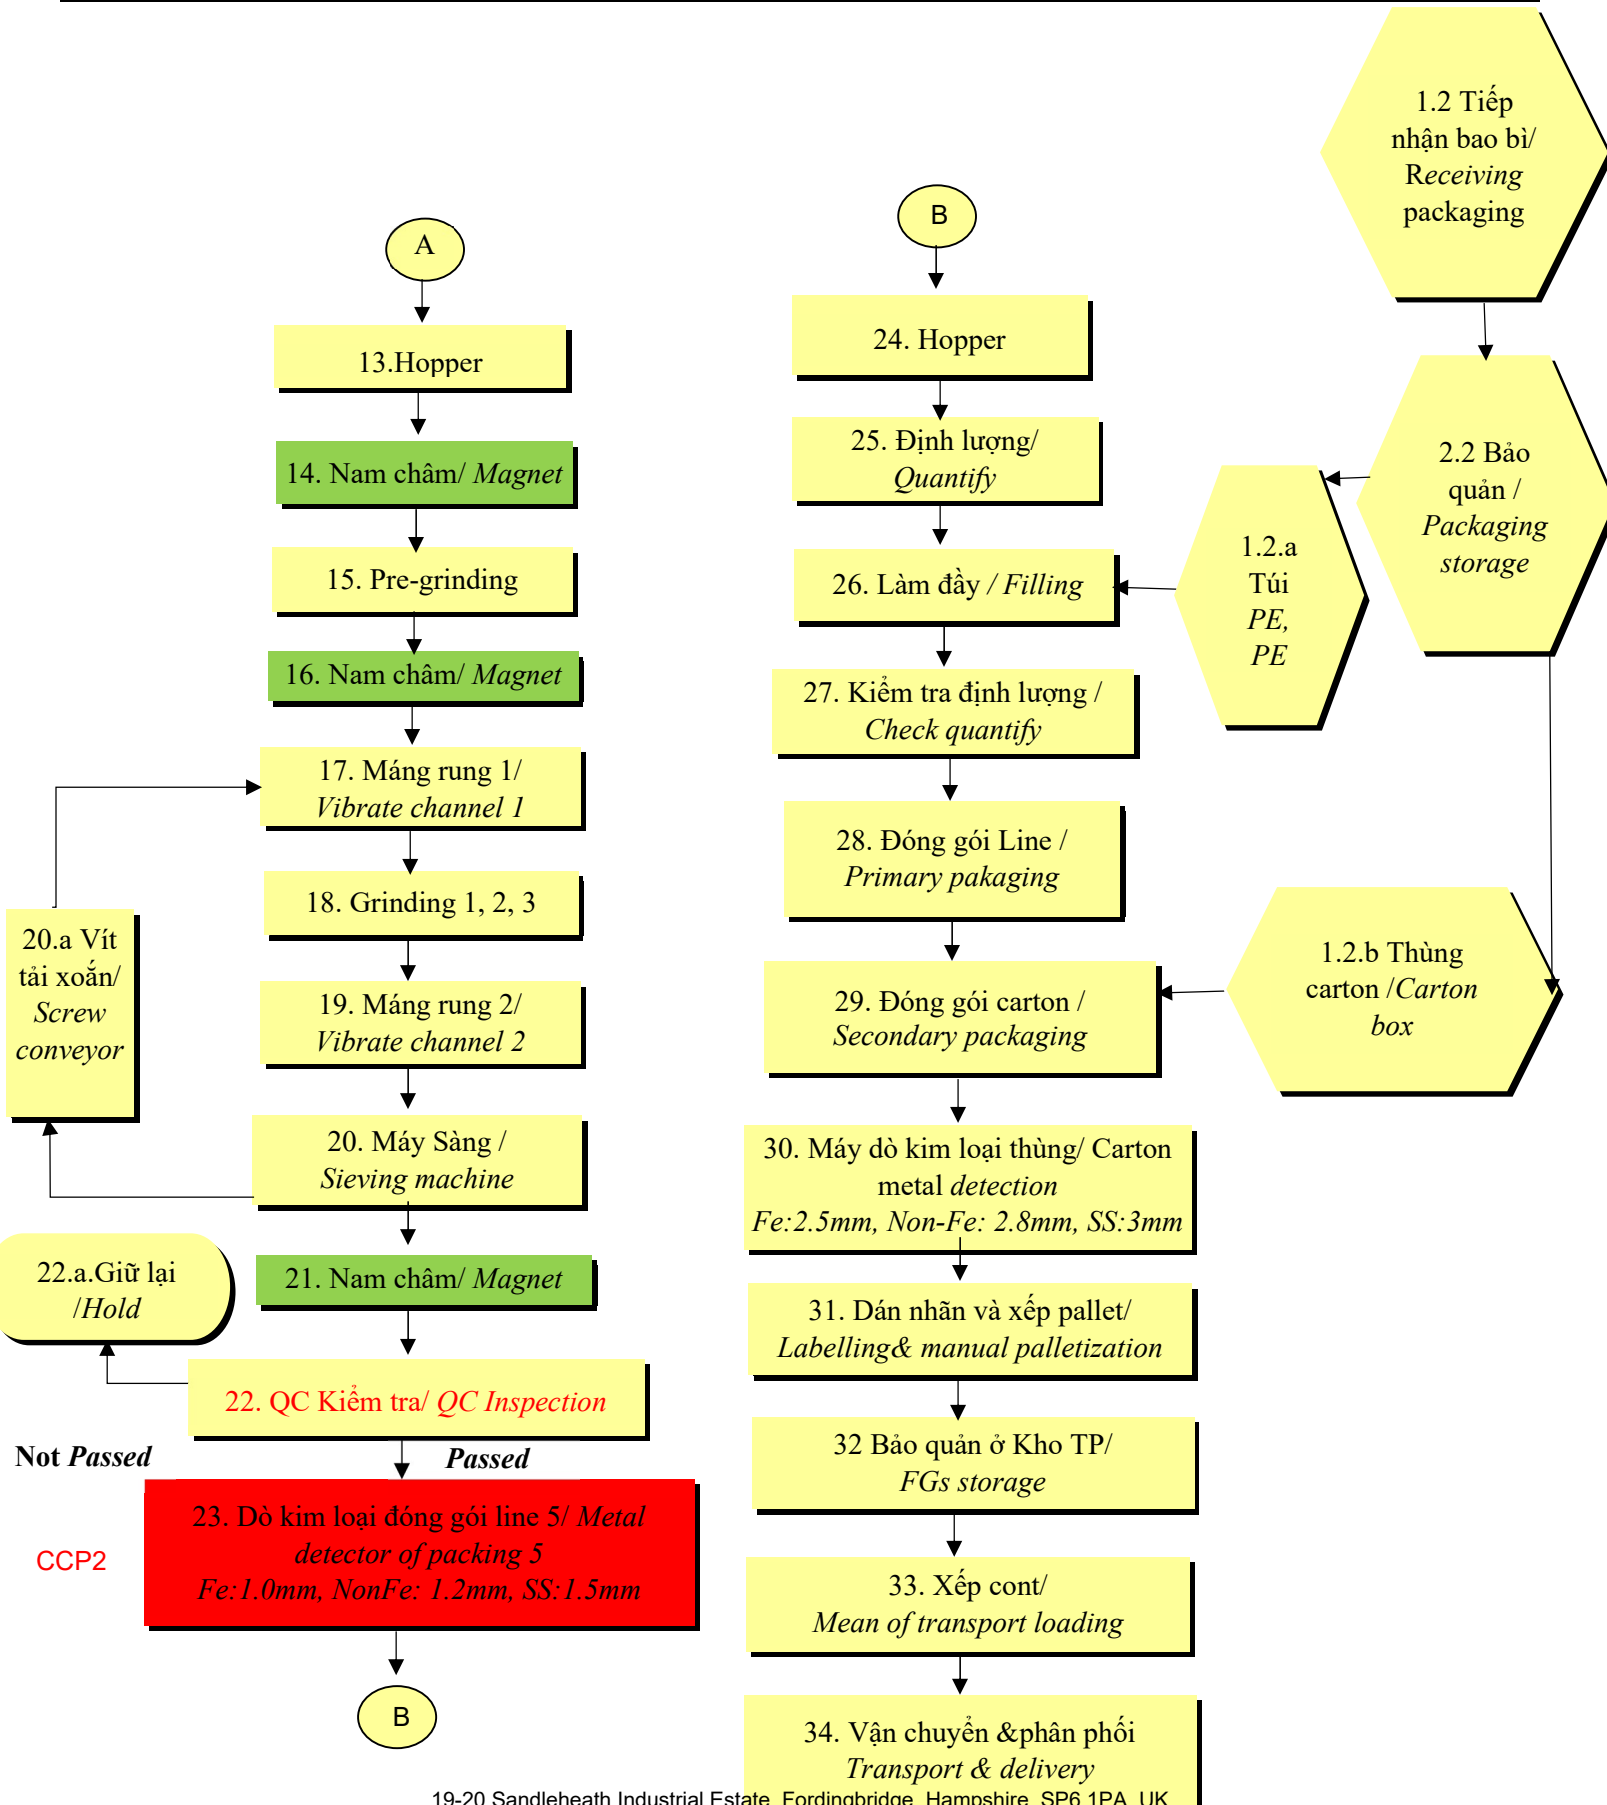 A
13.Hopper
14. Nam châm/ Magnet
15. Pre-grinding
16. Nam châm/ Magnet
17. Máng rung 1/
Vibrate channel 1
18. Grinding 1, 2, 3
19. Máng rung 2/
Vibrate channel 2
20.a Vít
tải xoắn/
Screw
conveyor
20. Máy Sàng /
Sieving machine
21. Nam châm/ Magnet
22.a.Giữ lại
/Hold
22. QC Kiểm tra/ QC Inspection
Not Passed
Passed
CCP2
23. Dò kim loại đóng gói line 5/ Metal
detector of packing 5
Fe:1.0mm, NonFe: 1.2mm, SS:1.5mm
B
B
24. Hopper
25. Định lượng/
Quantify
26. Làm đầy / Filling
27. Kiểm tra định lượng /
Check quantify
28. Đóng gói Line /
Primary pakaging
29. Đóng gói carton /
Secondary packaging
30. Máy dò kim loại thùng/ Carton
metal detection
Fe:2.5mm, Non-Fe: 2.8mm, SS:3mm
31. Dán nhãn và xếp pallet/
Labelling& manual palletization
32 Bảo quản ở Kho TP/
FGs storage
33. Xếp cont/
Mean of transport loading
34. Vận chuyển &phân phối
Transport & delivery
1.2 Tiếp
nhận bao bì/
Receiving
packaging
2.2 Bảo
quản /
Packaging
storage
1.2.a
Túi
PE,
PE
1.2.b Thùng
carton /Carton
box
19-20 Sandleheath Industrial Estate, Fordingbridge, Hampshire, SP6 1PA, UK